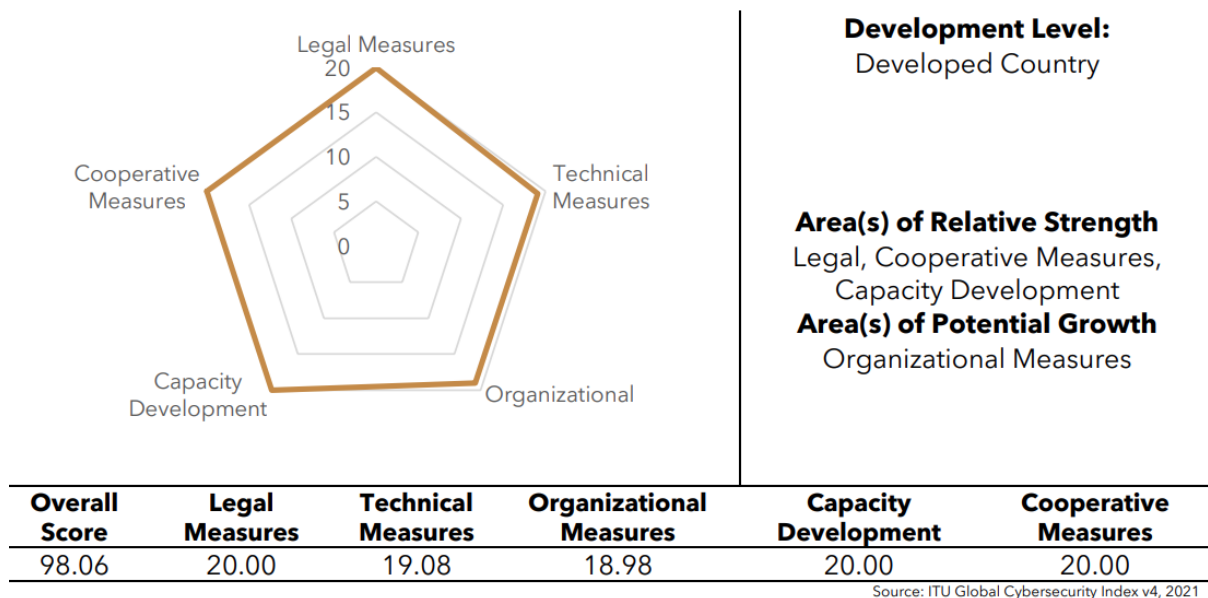 Legal Measures
20
15
10
5
0
Technical
Measures
Organizational
Capacity
Development
Cooperative
Measures
Development Level:
Developed Country
Area(s) of Relative Strength
Legal, Cooperative Measures,
Capacity Development
Area(s) of Potential Growth
Organizational Measures
Overall Score Legal Measures Technical Measures Organizational Measures Capacity Development Cooperative Measures
98.06 20.00 19.08 18.98 20.00 20.00
Source: ITU Global Cybersecurity Index v4, 2021